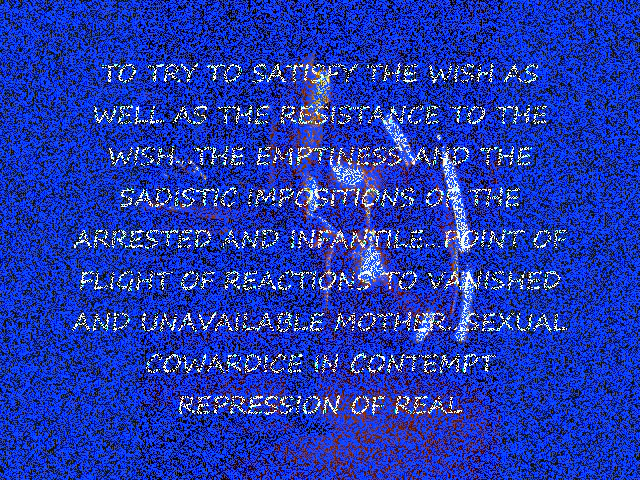 TO TRY TO SATISFY THE WISH AS
WELL AS THE RESISTANCE TO THE
WISH...THE EMPTINESS AND THE
SADISTIC IMPOSITIONS OF THE
ARRESTED AND INFANTILE...POINT OF
FLIGHT OF REACTIONS TO VANISHED
AND UNAVAILABLE MOTHER...SEXUAL
COWARDICE IN CONTEMPT
REPRESSION OF REAL